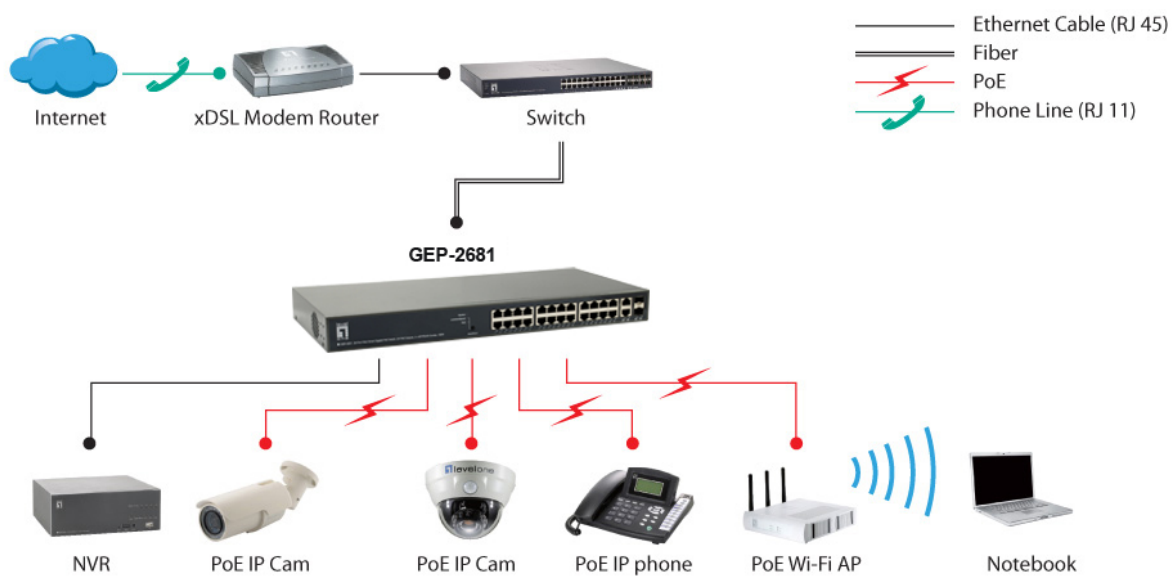 Ethernet Cable (RJ 45)
Fiber
PoE
Phone Line (RJ 11)
Internet
xDSL Modem Router
Switch
GEP-2681
levelone
NVR
PoE IP Cam
PoE IP Cam
PoE IP phone
PoE Wi-Fi AP
Notebook